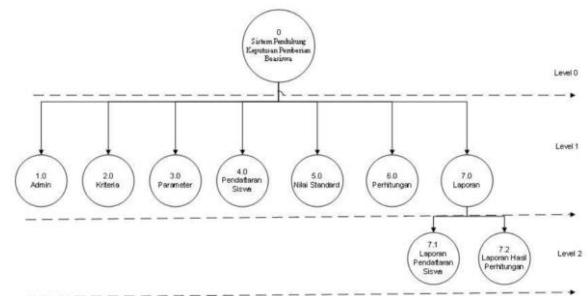 0
Sistem Pendukung
Keputusan Pemberian
Beasiswa
Level 0
Level 1
1.0
Admin
2.0
Kriteria
3.0
Parameter
4.0
Pendaftaran
Siswa
5.0
Nilai Standard
6.0
Perhitungan
7.0
Laporan
7.1
Laporan
Pendaftaran
Siswa
7.2
Laporan Hasil
Perhitungan
Level 2